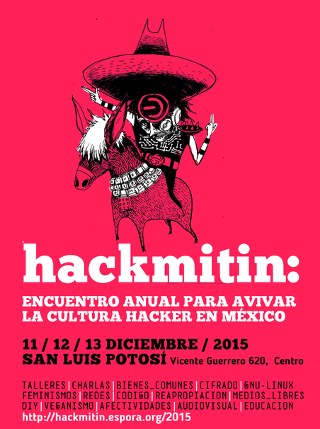 hackmitin:
ENCUENTRO ANUAL PARA AVIVAR
LA CULTURA HACKER EN MÉXICO
11 / 12 / 13 DICIEMBRE / 2015
SAN LUIS POTOSÍ Vicente Guerrero 620, Centro
TALLERES|CHARLAS|BIENES_COMUNES|CIFRADO|GNU-LINUX
FEMINISMOS|REDES|CODIGO|REAPROPIACION|MEDIOS_LIBRES
DIY|VEGANISMO|AFECTIVIDADES|AUDIOVISUAL|EDUCACION
http://hackmitin.espora.org/2015